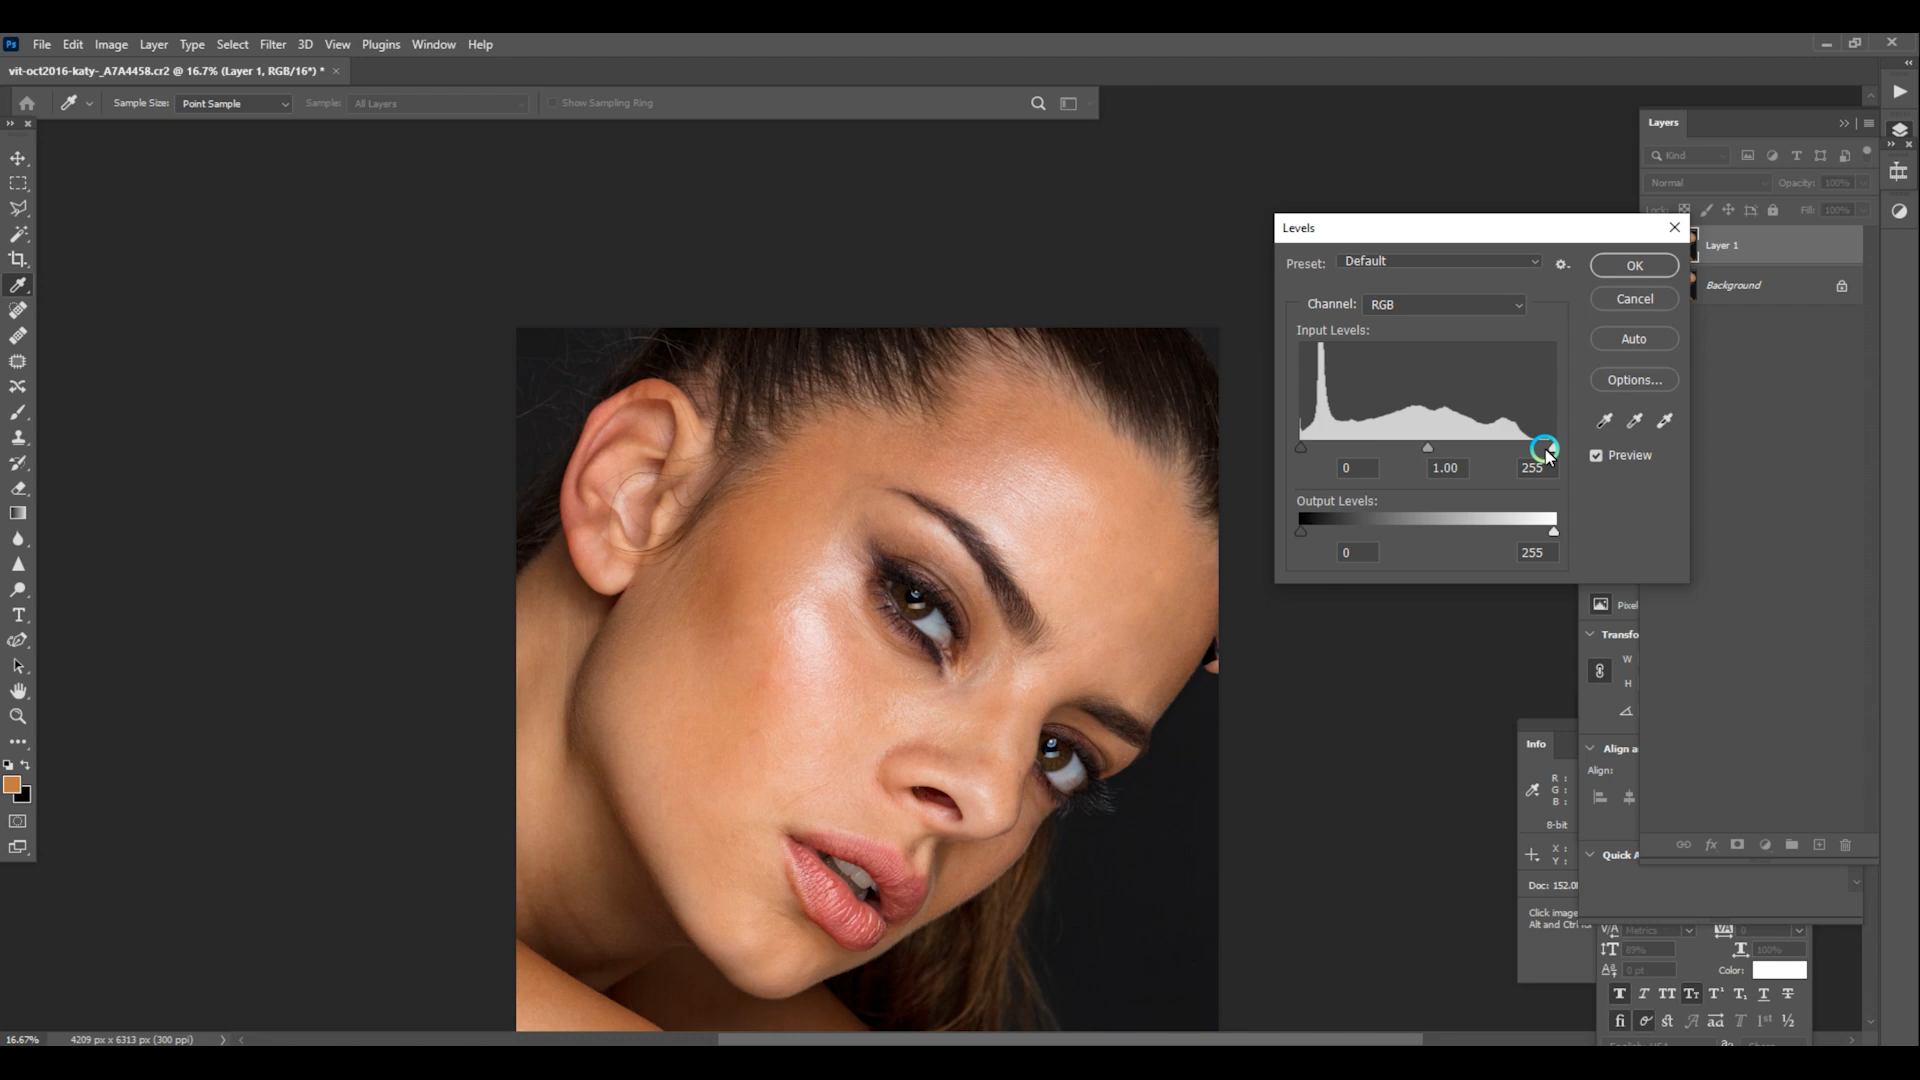 Ps File Edit Image Layer Type Select Filter 3D View Plugins Window Help
vit-oct2016-katy-_A7A4458.cr2 @ 16.7% (Layer 1, RGB/16*) *
Sample Size: Point Sample Sample: All Layers Show Sampling Ring
Layers
Kind
Normal Opacity: 100%
Lock: Fill: 100%
Layer 1
Background
Levels
Preset: Default
OK
Channel: RGB
Cancel
Input Levels:
Auto
Options...
Preview
0 1.00 255
Output Levels:
0 255
Pixel
Transfo
W
H
Info
Align a
Align:
R :
G :
B :
8-bit
X :
Y :
Quick A
Doc: 152.0
Click image
Alt and Ctrl
Metrics 0
89% 100%
0 pt Color:
T T TT Tt T¹ T, T T
fi st A aa T 1st ½
16.67% 4209 px x 6313 px (300 ppi)